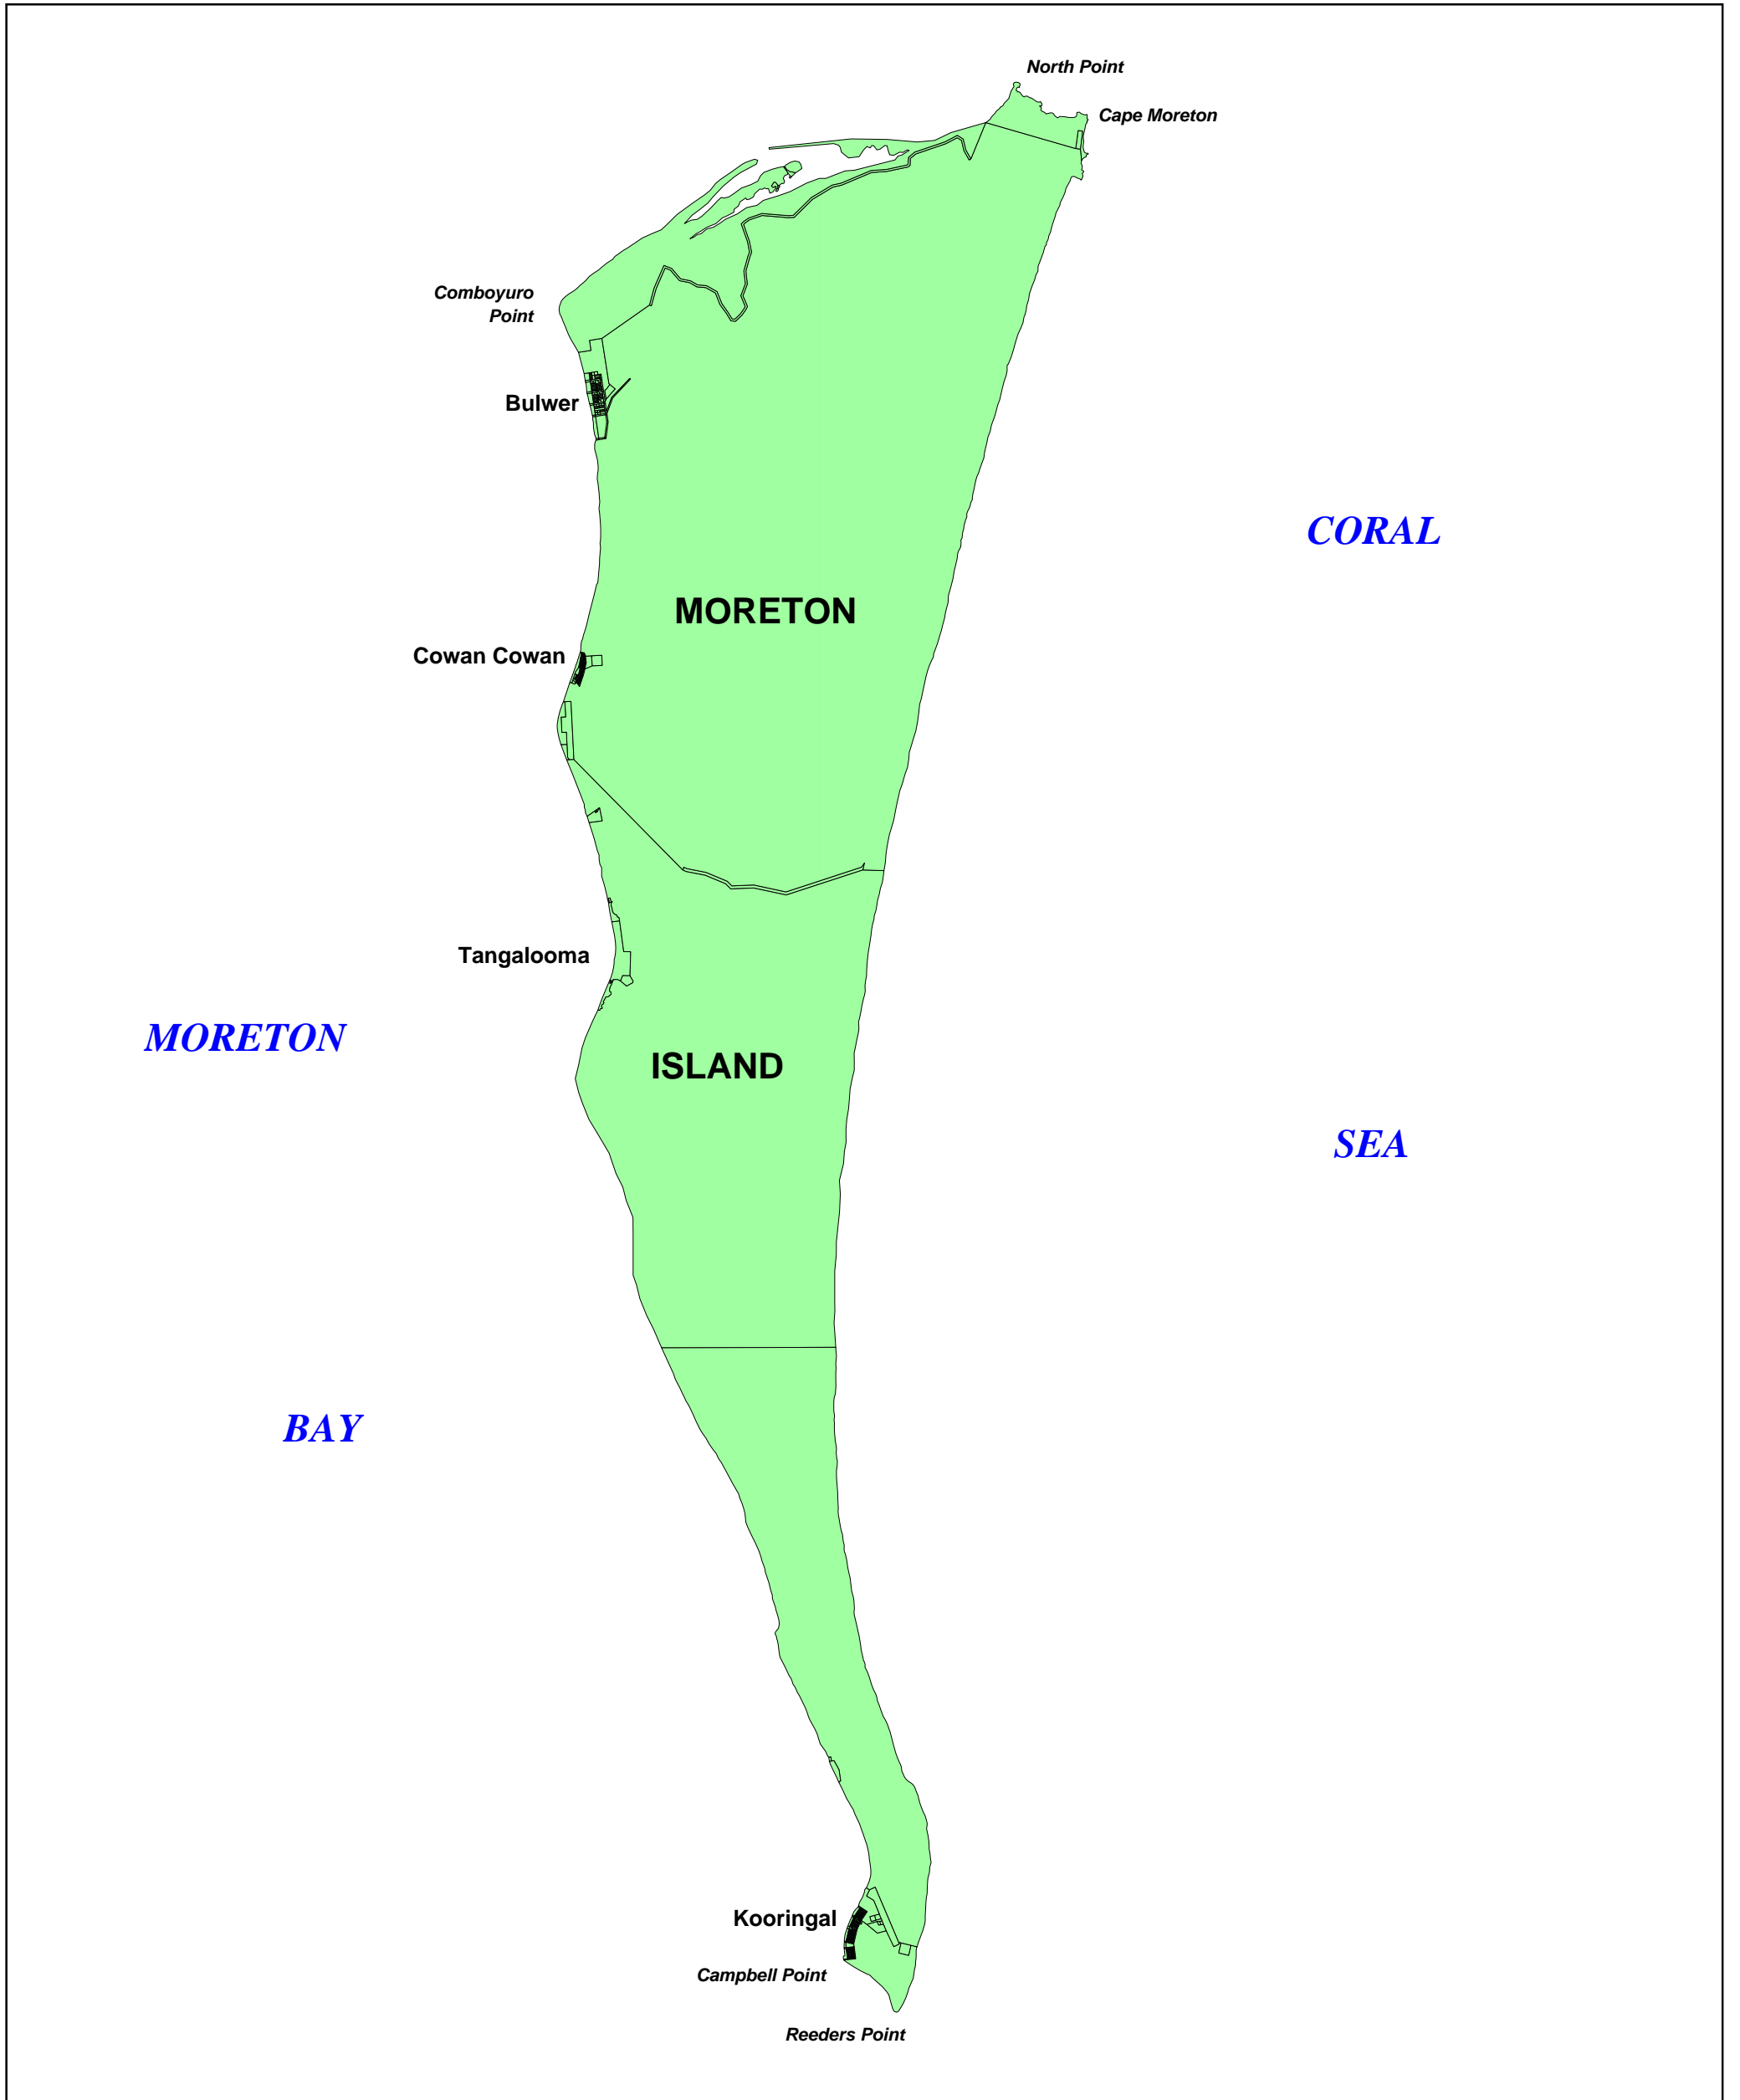 North Point
Cape Moreton
Comboyuro
Point
Bulwer
CORAL
MORETON
Cowan Cowan
Tangalooma
MORETON
ISLAND
SEA
BAY
Kooringal
Campbell Point
Reeders Point